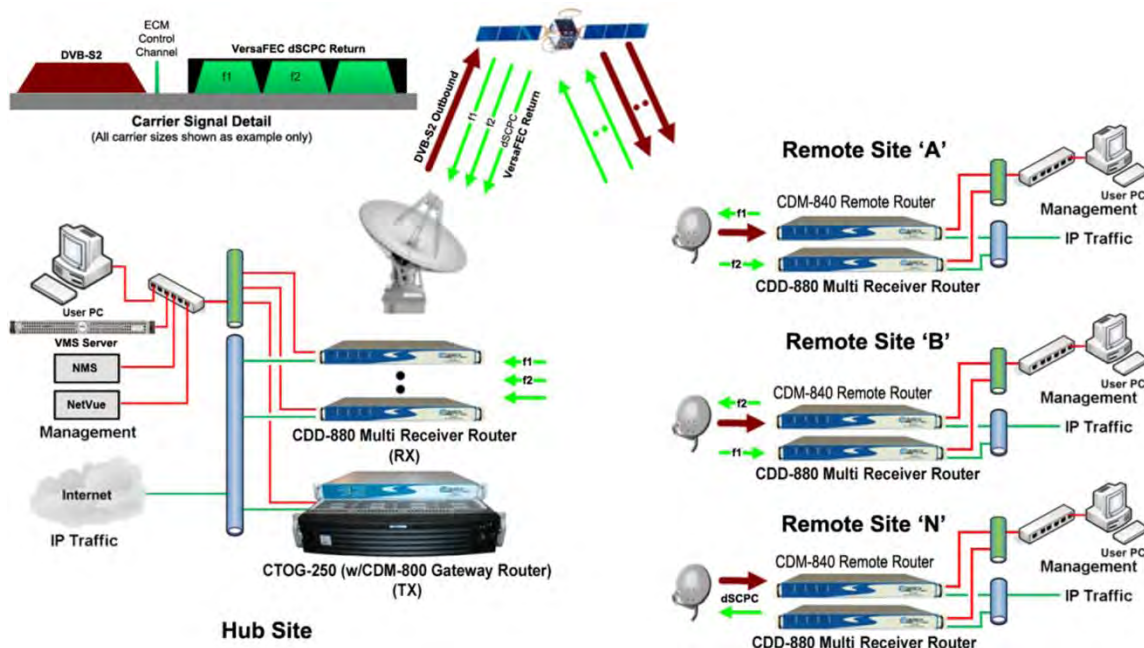 ECM
Control
Channel
DVB-S2
VersaFEC dSCPC Return
f1
f2
Carrier Signal Detail
(All carrier sizes shown as example only)
DVB-S2 Outbound
f1
f2
dSCPC
VersaFEC Return
User PC
VMS Server
NMS
NetVue
Management
Internet
IP Traffic
f1
f2
CDD-880 Multi Receiver Router
(RX)
CTOG-250 (w/CDM-800 Gateway Router)
(TX)
Hub Site
Remote Site ‘A’
CDM-840 Remote Router
User PC
Management
f1
IP Traffic
f2
CDD-880 Multi Receiver Router
Remote Site ‘B’
CDM-840 Remote Router
User PC
Management
f2
IP Traffic
f1
CDD-880 Multi Receiver Router
Remote Site ‘N’
CDM-840 Remote Router
User PC
Management
dSCPC
IP Traffic
CDD-880 Multi Receiver Router